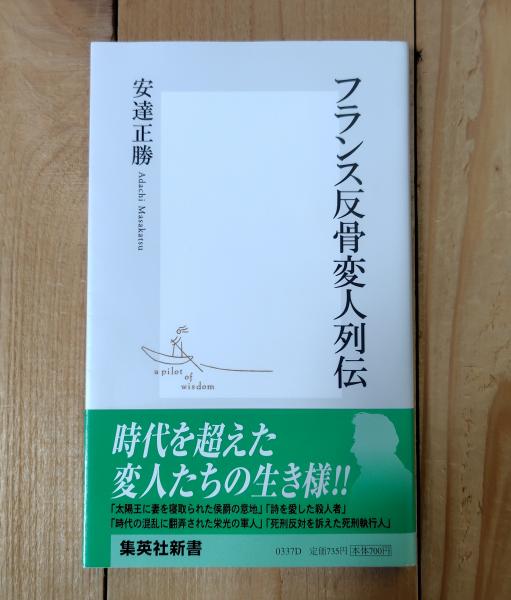 フランス反骨変人列伝
安達正勝
Adachi Masakatsu
a pilot
of
wisdom
時代を超えた
変人たちの生き様!!
「太陽王に妻を寝取られた侯爵の意地」「詩を愛した殺人者」
「時代の混乱に翻弄された栄光の軍人」「死刑反対を訴えた死刑執行人」
集英社新書
0337D 定価735円 本体700円